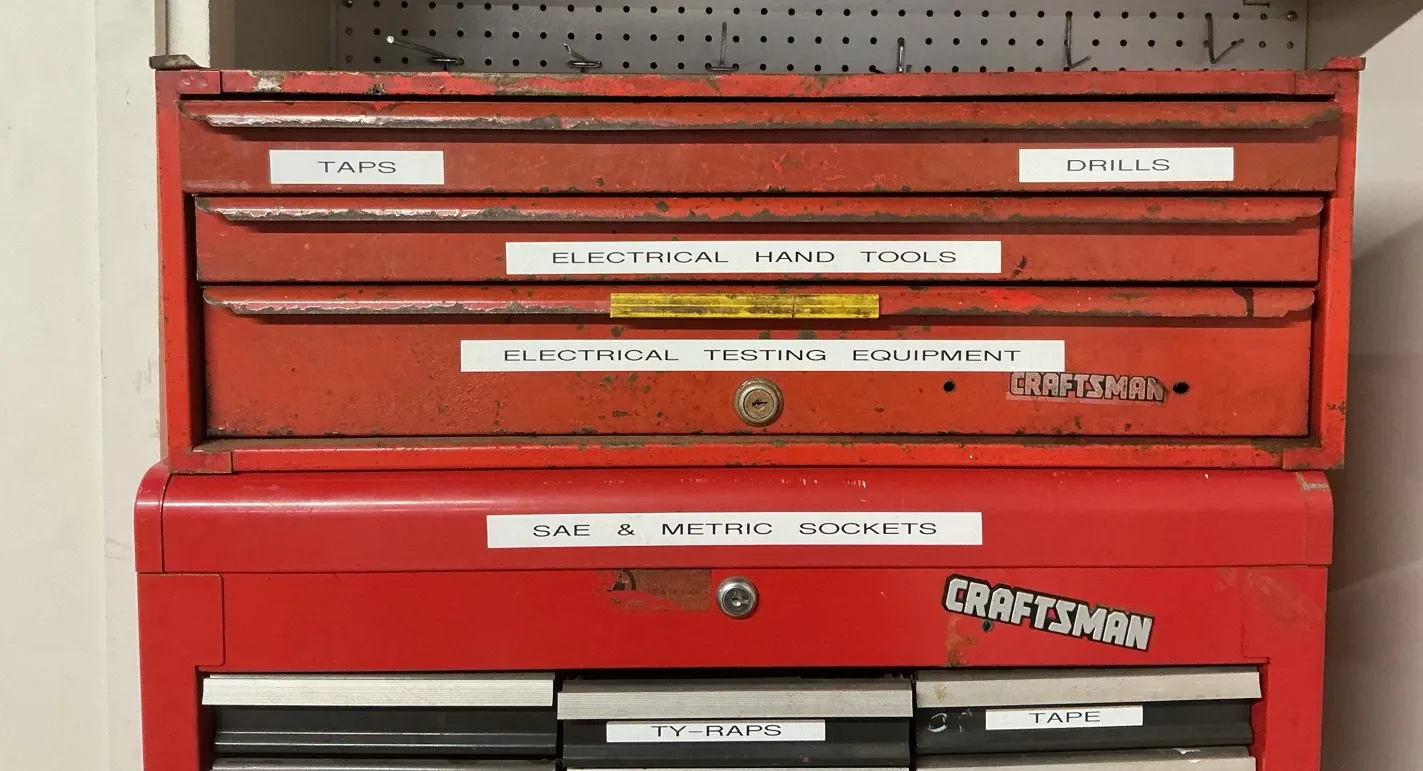 TAPS
DRILLS
ELECTRICAL HAND TOOLS
ELECTRICAL TESTING EQUIPMENT
CRAFTSMAN
SAE & METRIC SOCKETS
CRAFTSMAN
TY-RAPS
TAPE